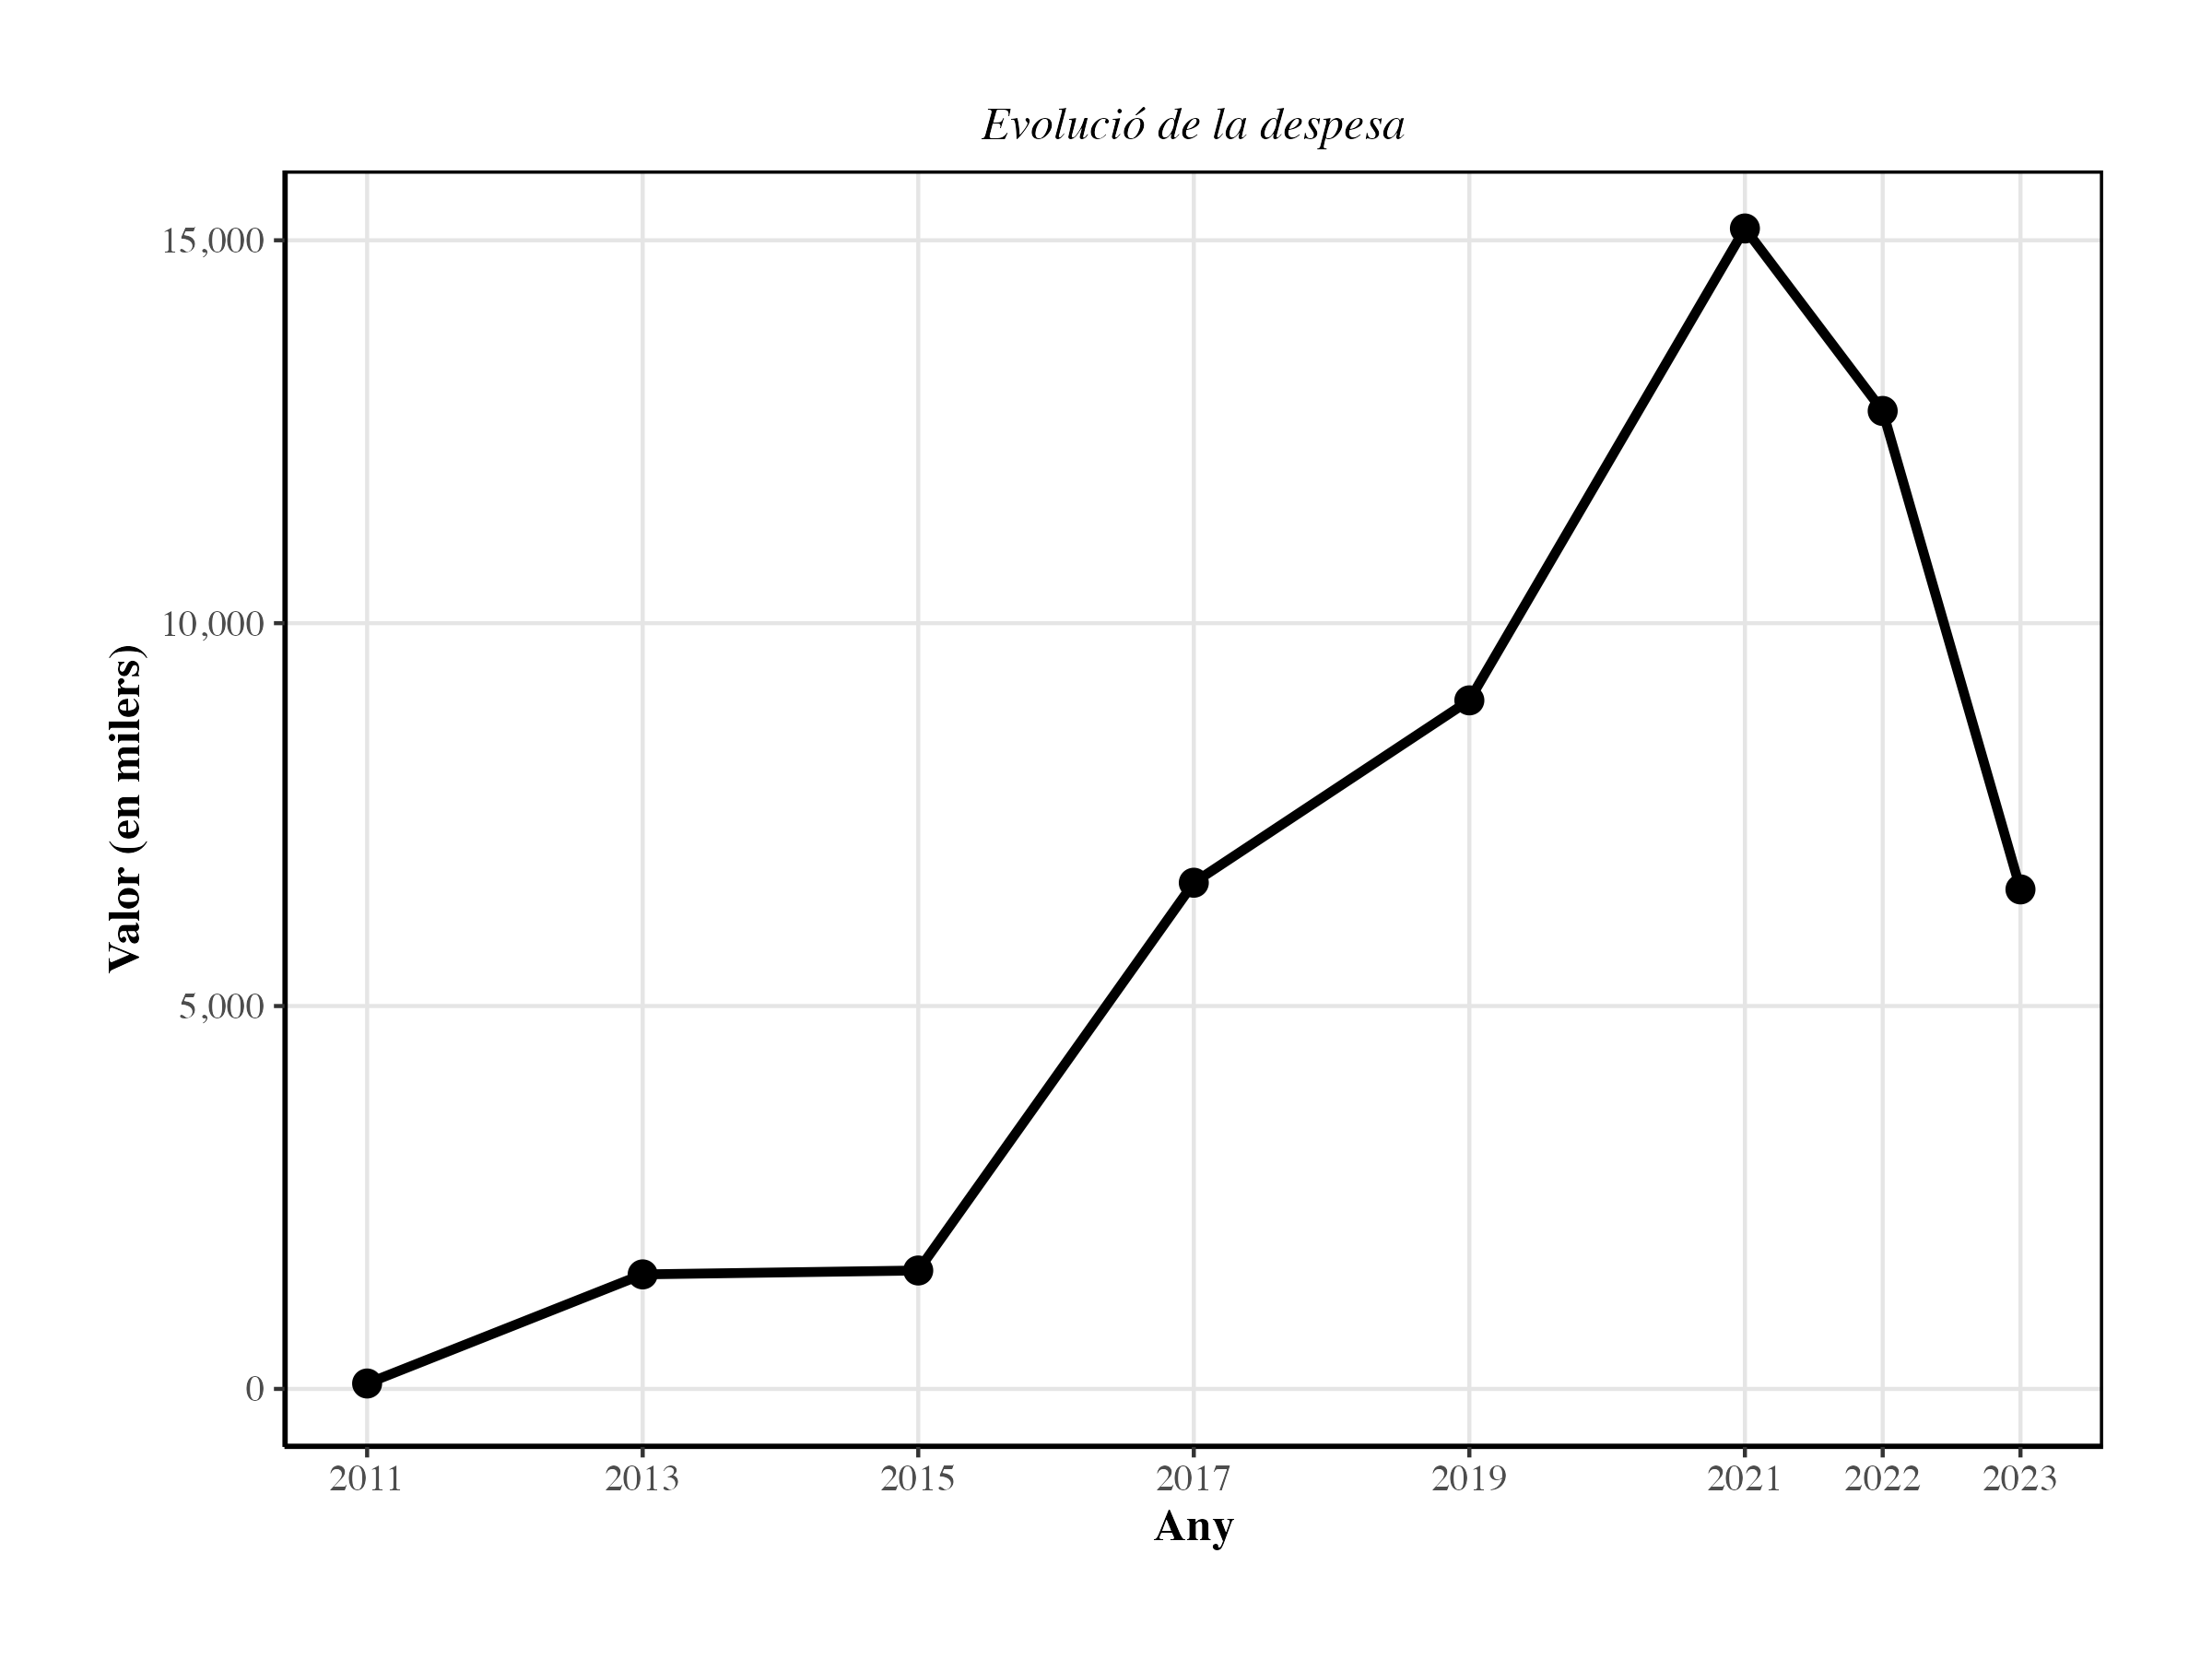 Evolució de la despesa
15,000
10,000
5,000
0
Valor (en milers)
2011 2013 2015 2017 2019 2021 2022 2023
Any